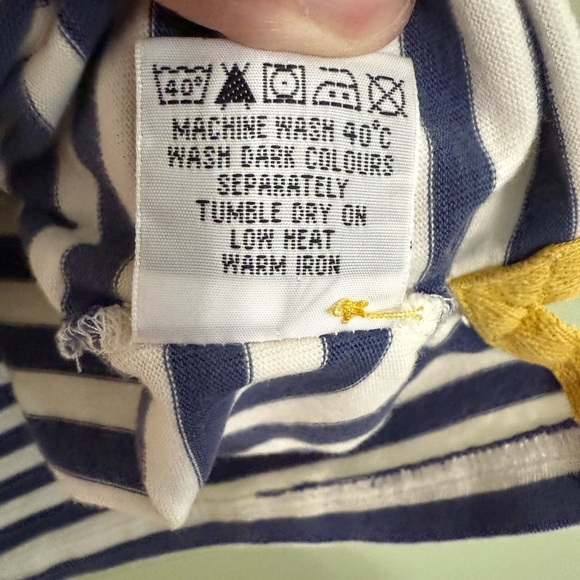 40°
MACHINE WASH 40°C
WASH DARK COLOURS
SEPARATELY
TUMBLE DRY ON
LOW HEAT
WARM IRON